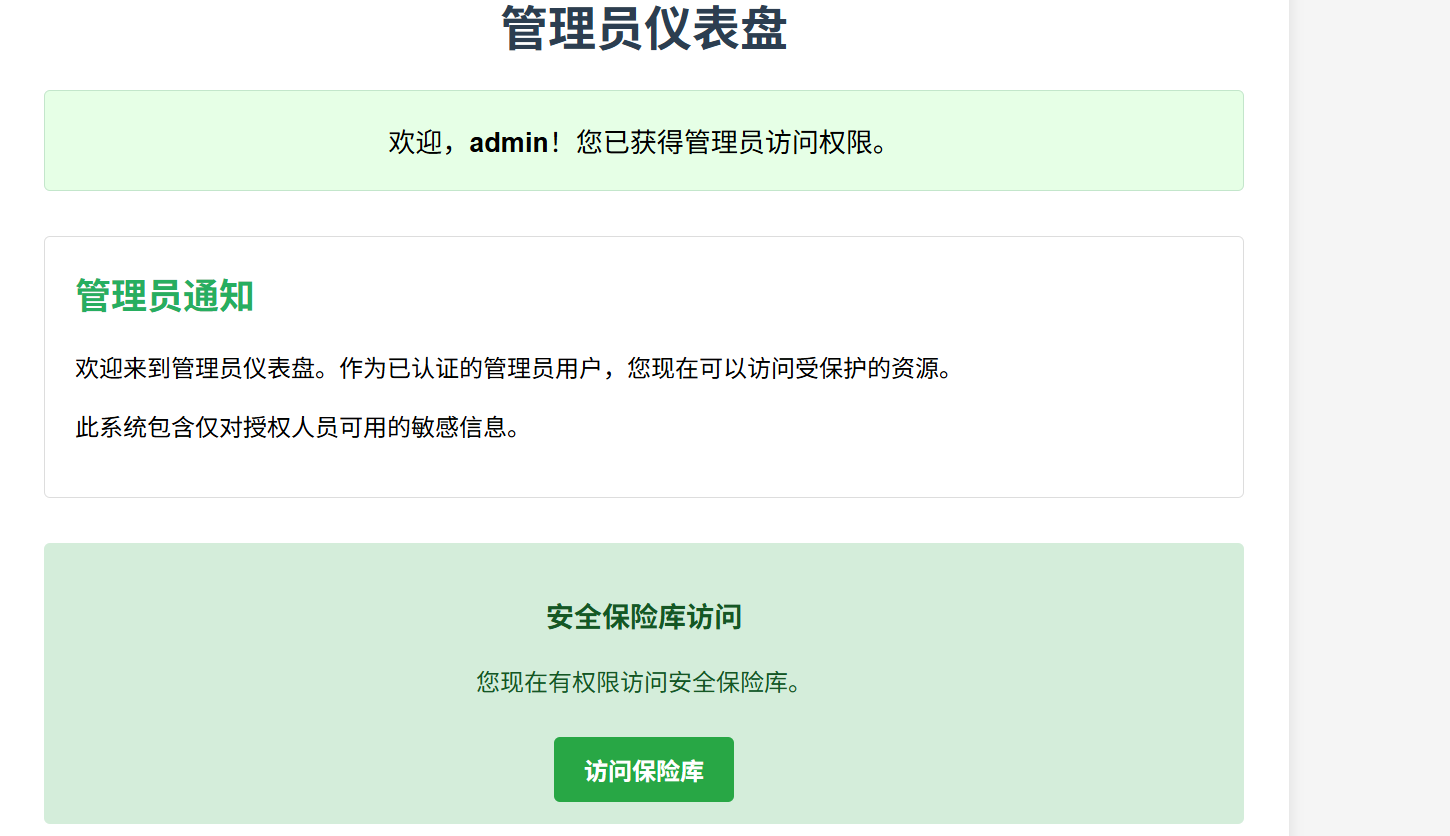 管理员仪表盘
欢迎，admin！您已获得管理员访问权限。
管理员通知
欢迎来到管理员仪表盘。作为已认证的管理员用户，您现在可以访问受保护的资源。
此系统包含仅对授权人员可用的敏感信息。
安全保险库访问
您现在有权限访问安全保险库。
访问保险库